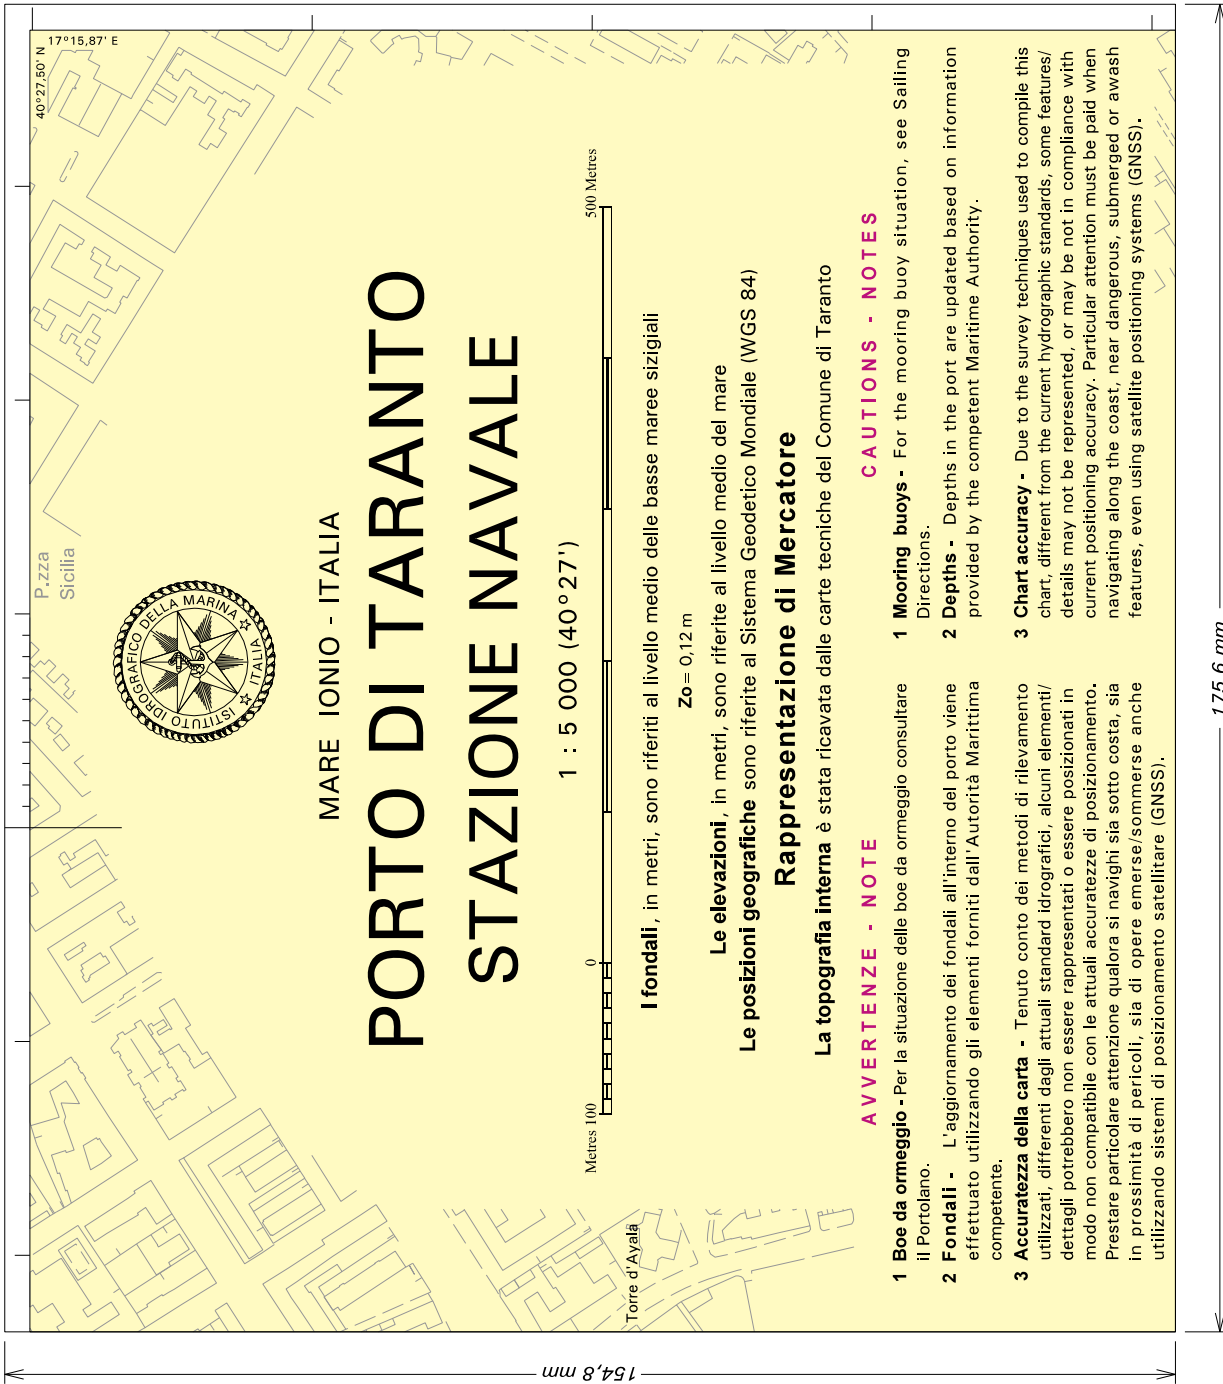 40°27,50' N
17°15,87' E
P.zza
Sicilia
ISTITUTO IDROGRAFICO DELLA MARINA
ITALIA
MARE IONIO - ITALIA
PORTO DI TARANTO
STAZIONE NAVALE
1 : 5 000 (40°27')
Metres 100
0
500 Metres
Torre d'Ayala
I fondali, in metri, sono riferiti al livello medio delle basse maree sizigiali
Zo = 0,12 m
Le elevazioni, in metri, sono riferite al livello medio del mare
Le posizioni geografiche sono riferite al Sistema Geodetico Mondiale (WGS 84)
Rappresentazione di Mercatore
La topografia interna è stata ricavata dalle carte tecniche del Comune di Taranto
AVVERTENZE - NOTE
1 Boe da ormeggio - Per la situazione delle boe da ormeggio consultare
il Portolano.
2 Fondali - L'aggiornamento dei fondali all'interno del porto viene
effettuato utilizzando gli elementi forniti dall'Autorità Marittima
competente.
3 Accuratezza della carta - Tenuto conto dei metodi di rilevamento
utilizzati, differenti dagli attuali standard idrografici, alcuni elementi/
dettagli potrebbero non essere rappresentati o essere posizionati in
modo non compatibile con le attuali accuratezze di posizionamento.
Prestare particolare attenzione qualora si navighi sia sotto costa, sia
in prossimità di pericoli, sia di opere emerse/sommerse anche
utilizzando sistemi di posizionamento satellitare (GNSS).
CAUTIONS - NOTES
1 Mooring buoys - For the mooring buoy situation, see Sailing
Directions.
2 Depths - Depths in the port are updated based on information
provided by the competent Maritime Authority.
3 Chart accuracy - Due to the survey techniques used to compile this
chart, different from the current hydrographic standards, some features/
details may not be represented, or may be not in compliance with
current positioning accuracy. Particular attention must be paid when
navigating along the coast, near dangerous, submerged or awash
features, even using satellite positioning systems (GNSS).
154,8 mm
175,6 mm